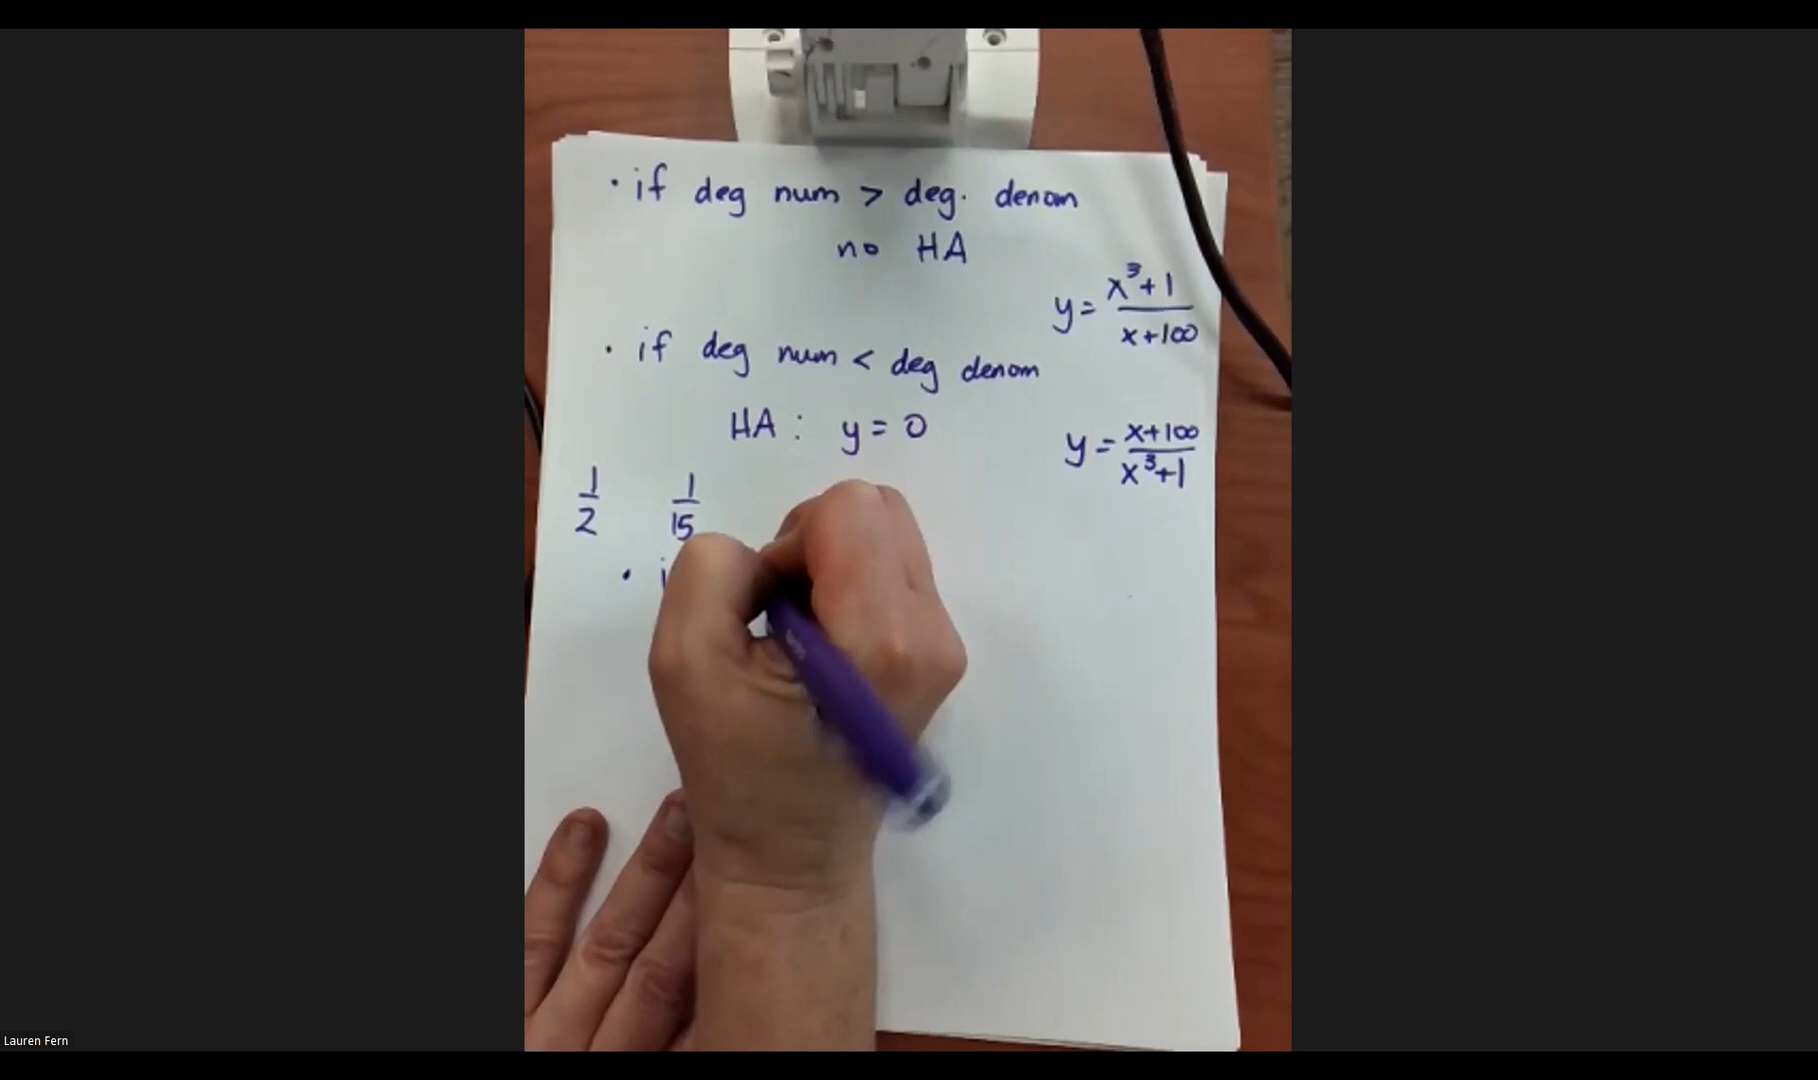 · if deg num > deg. denom
no HA
y = x³+1 / x+100
· if deg num < deg denom
HA : y = 0
y = x+100 / x³+1
1/2 1/15
·
Lauren Fern